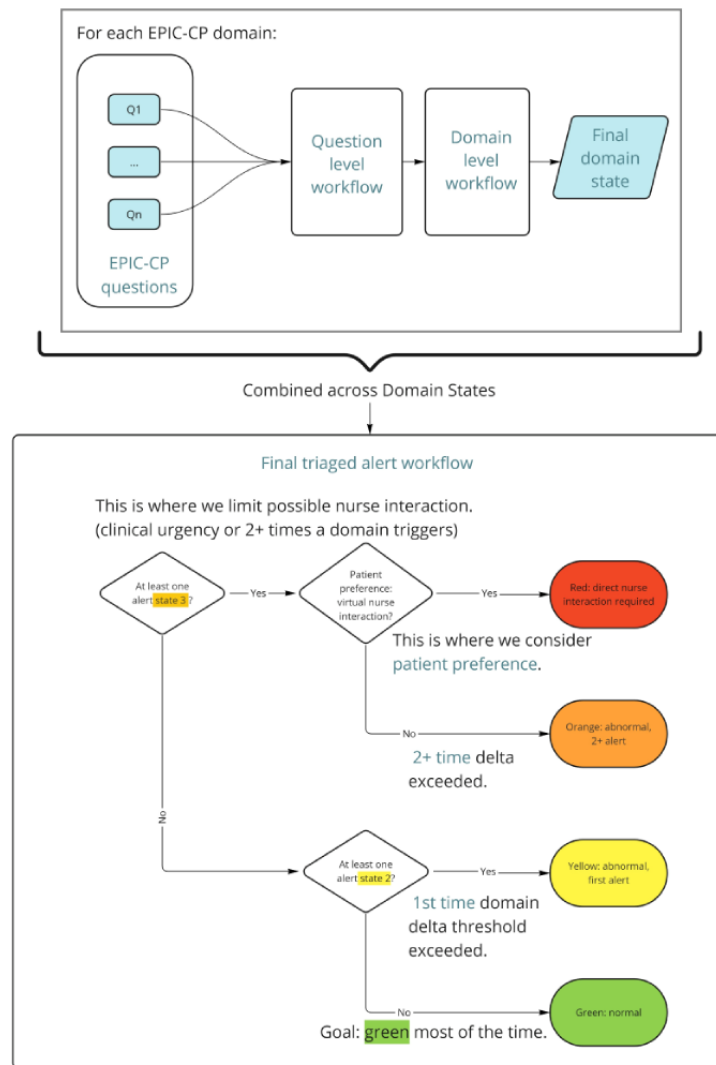 For each EPIC-CP domain:
Q1
...
Qn
EPIC-CP
questions
Question
level
workflow
Domain
level
workflow
Final
domain
state
Combined across Domain States
Final triaged alert workflow
This is where we limit possible nurse interaction.
(clinical urgency or 2+ times a domain triggers)
At least one
alert state 3?
Yes
Patient
preference:
virtual nurse
interaction?
Yes
Red: direct nurse
interaction required
This is where we consider
patient preference.
No
Orange: abnormal,
2+ alert
2+ time delta
exceeded.
No
At least one
alert state 2?
Yes
Yellow: abnormal,
first alert
1st time domain
delta threshold
exceeded.
No
Green: normal
Goal: green most of the time.